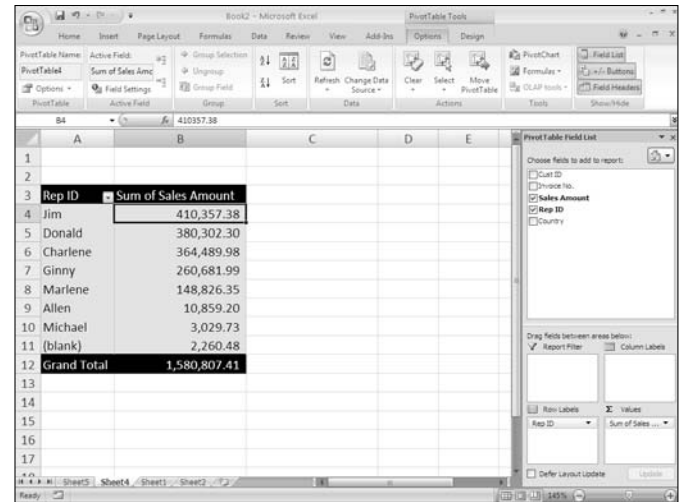 Book2 - Microsoft Excel
PivotTable Tools
Home Insert Page Layout Formulas Data Review View Add-Ins Options Design
PivotTable Name: Active Field: Group Selection PivotChart Field List
PivotTable4 Sum of Sales Amc Ungroup Sort Refresh Change Data Source Clear Select Move PivotTable Formulas +/- Buttons
Options Field Settings Group Field OLAP tools Field Headers
PivotTable Active Field Group Sort Data Actions Tools Show/Hide
B4 fx 410357.38
A B C D E
1
2
3 Rep ID Sum of Sales Amount
4 Jim 410,357.38
5 Donald 380,302.30
6 Charlene 364,489.98
7 Ginny 260,681.99
8 Marlene 148,826.35
9 Allen 10,859.20
10 Michael 3,029.73
11 (blank) 2,260.48
12 Grand Total 1,580,807.41
13
14
15
16
17
PivotTable Field List
Choose fields to add to report:
Cust ID
Invoice No.
Sales Amount
Rep ID
Country
Drag fields between areas below:
Report Filter Column Labels
Row Labels Σ Values
Rep ID Sum of Sales ...
Defer Layout Update Update
Sheet5 Sheet4 Sheet1 Sheet2
Ready 145%